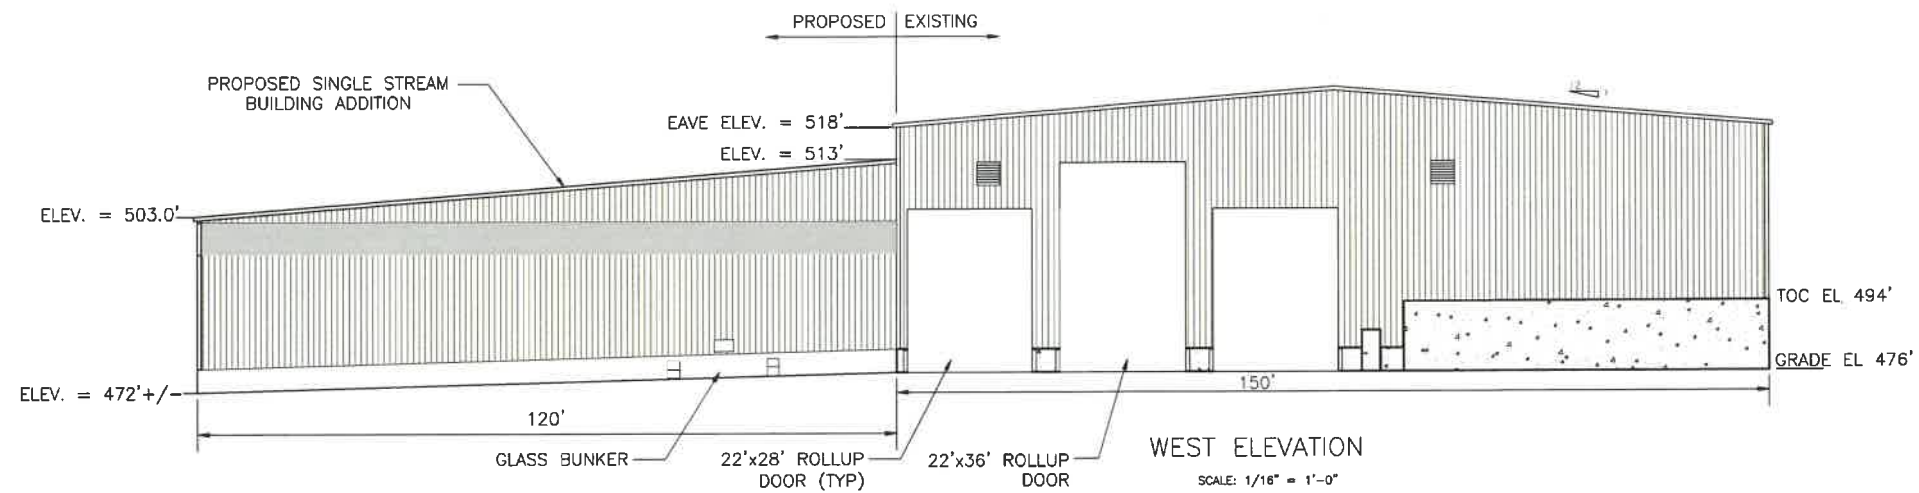 PROPOSED EXISTING
PROPOSED SINGLE STREAM
BUILDING ADDITION
EAVE ELEV. = 518'
ELEV. = 513'
ELEV. = 503.0'
TOC EL, 494'
GRADE EL 476'
ELEV. = 472'+/-
150'
120'
GLASS BUNKER
22'x28' ROLLUP
DOOR (TYP)
22'x36' ROLLUP
DOOR
WEST ELEVATION
SCALE: 1/16" = 1'-0"